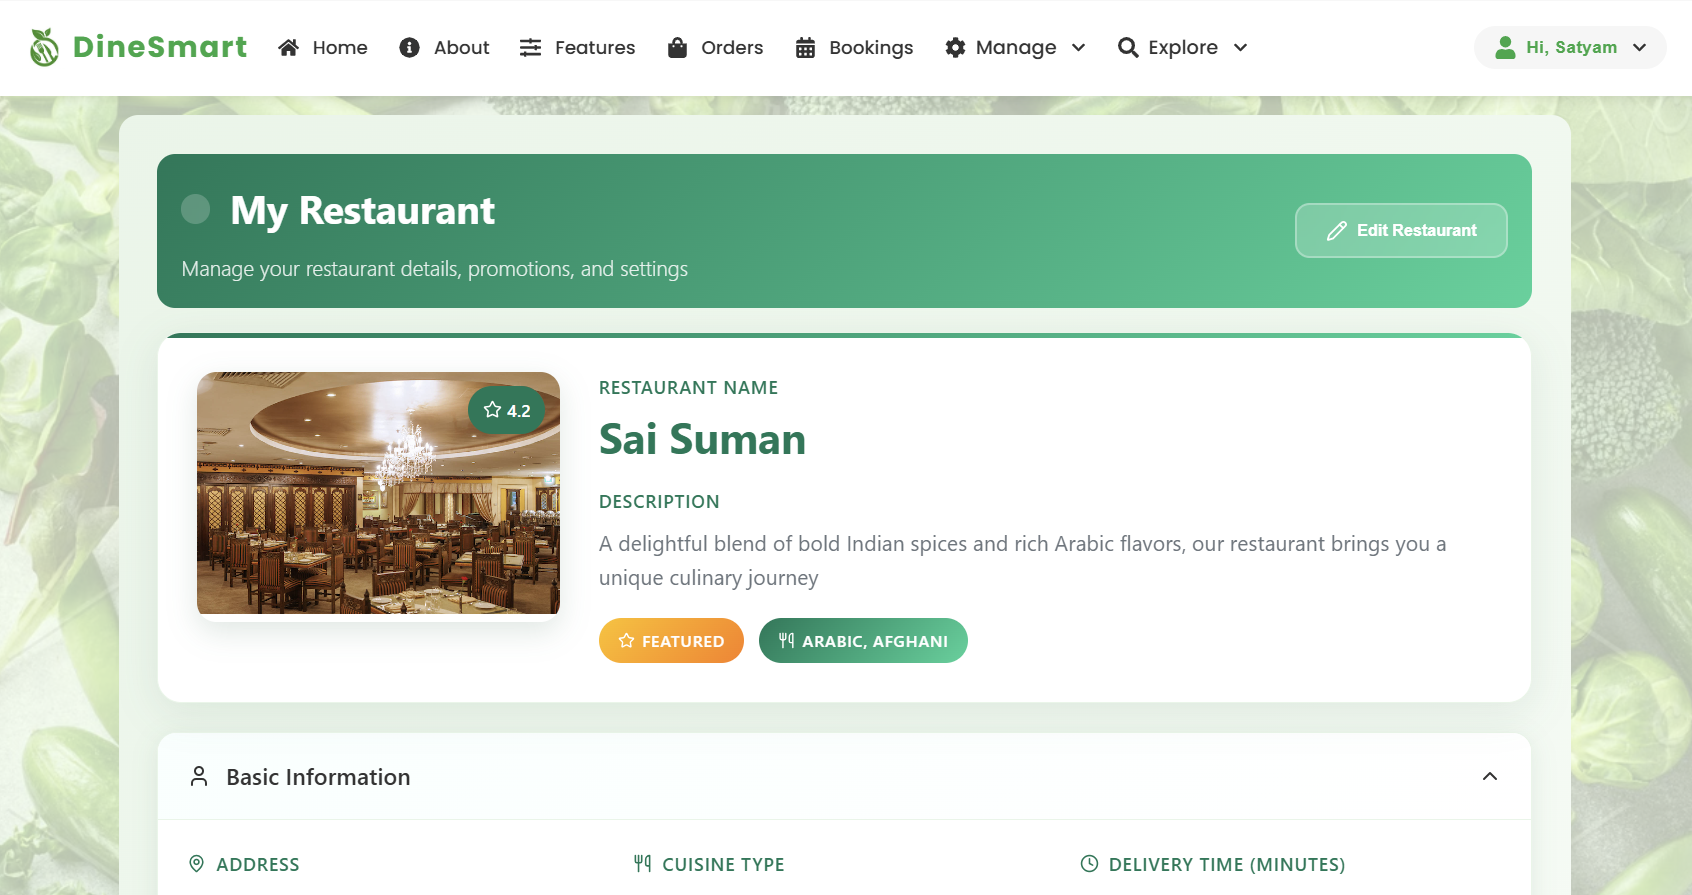 DineSmart Home About Features Orders Bookings Manage Explore Hi, Satyam
My Restaurant
Manage your restaurant details, promotions, and settings
Edit Restaurant
4.2
RESTAURANT NAME
Sai Suman
DESCRIPTION
A delightful blend of bold Indian spices and rich Arabic flavors, our restaurant brings you a
unique culinary journey
FEATURED ARABIC, AFGHANI
Basic Information
ADDRESS CUISINE TYPE DELIVERY TIME (MINUTES)